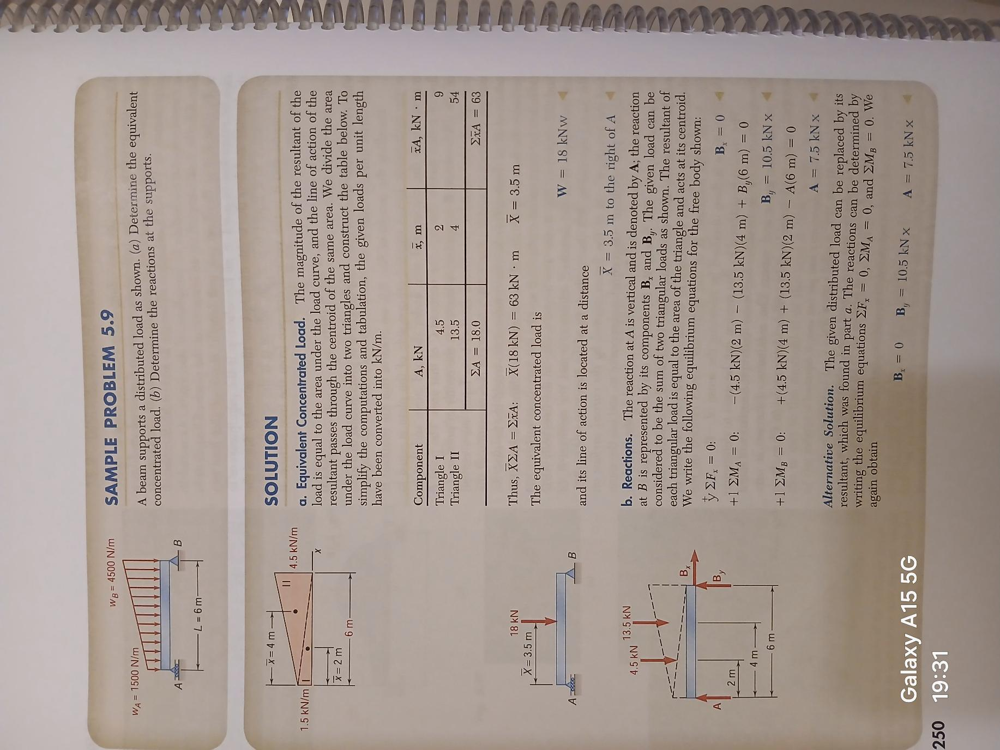 SAMPLE PROBLEM 5.9
A beam supports a distributed load as shown. (a) Determine the equivalent
concentrated load. (b) Determine the reactions at the supports.
w_B = 4500 N/m
w_A = 1500 N/m
A
B
L = 6 m
SOLUTION
a. Equivalent Concentrated Load. The magnitude of the resultant of the
load is equal to the area under the load curve, and the line of action of the
resultant passes through the centroid of the same area. We divide the area
under the load curve into two triangles and construct the table below. To
simplify the computations and tabulation, the given loads per unit length
have been converted into kN/m.
x̄ = 4 m
4.5 kN/m
II
1.5 kN/m
I
x
x̄ = 2 m
6 m
Component A, kN x̄, m x̄A, kN · m
Triangle I 4.5 2 9
Triangle II 13.5 4 54
ΣA = 18.0 Σx̄A = 63
Thus, X̄ΣA = Σx̄A: X̄(18 kN) = 63 kN · m X̄ = 3.5 m
The equivalent concentrated load is
W = 18 kNw
and its line of action is located at a distance
X̄ = 3.5 m to the right of A
18 kN
X̄ = 3.5 m
A
B
b. Reactions. The reaction at A is vertical and is denoted by A; the reaction
at B is represented by its components B_x and B_y. The given load can be
considered to be the sum of two triangular loads as shown. The resultant of
each triangular load is equal to the area of the triangle and acts at its centroid.
We write the following equilibrium equations for the free body shown:
4.5 kN 13.5 kN
B_x
B_y
A
2 m
4 m
6 m
+y ΣF_x = 0: B_x = 0
+l ΣM_A = 0: −(4.5 kN)(2 m) − (13.5 kN)(4 m) + B_y(6 m) = 0
B_y = 10.5 kN x
+l ΣM_B = 0: +(4.5 kN)(4 m) + (13.5 kN)(2 m) − A(6 m) = 0
A = 7.5 kN x
Alternative Solution. The given distributed load can be replaced by its
resultant, which was found in part a. The reactions can be determined by
writing the equilibrium equations ΣF_x = 0, ΣM_A = 0, and ΣM_B = 0. We
again obtain
B_x = 0 B_y = 10.5 kN x A = 7.5 kN x
250
Galaxy A15 5G
19:31